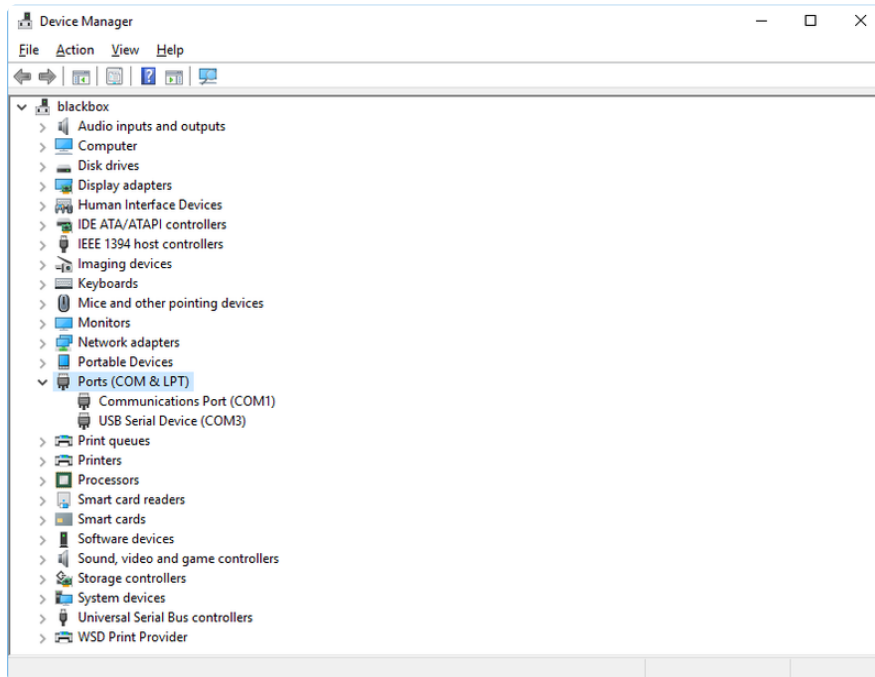 Device Manager
File Action View Help
blackbox
Audio inputs and outputs
Computer
Disk drives
Display adapters
Human Interface Devices
IDE ATA/ATAPI controllers
IEEE 1394 host controllers
Imaging devices
Keyboards
Mice and other pointing devices
Monitors
Network adapters
Portable Devices
Ports (COM & LPT)
Communications Port (COM1)
USB Serial Device (COM3)
Print queues
Printers
Processors
Smart card readers
Smart cards
Software devices
Sound, video and game controllers
Storage controllers
System devices
Universal Serial Bus controllers
WSD Print Provider